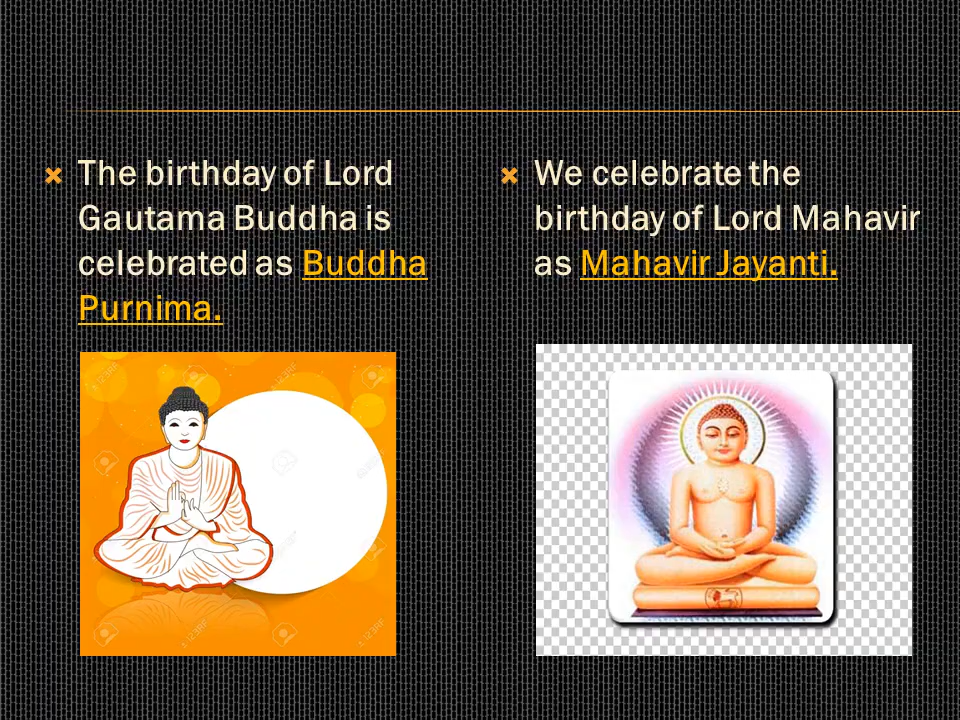 The birthday of Lord
Gautama Buddha is
celebrated as Buddha
Purnima.
We celebrate the
birthday of Lord Mahavir
as Mahavir Jayanti.